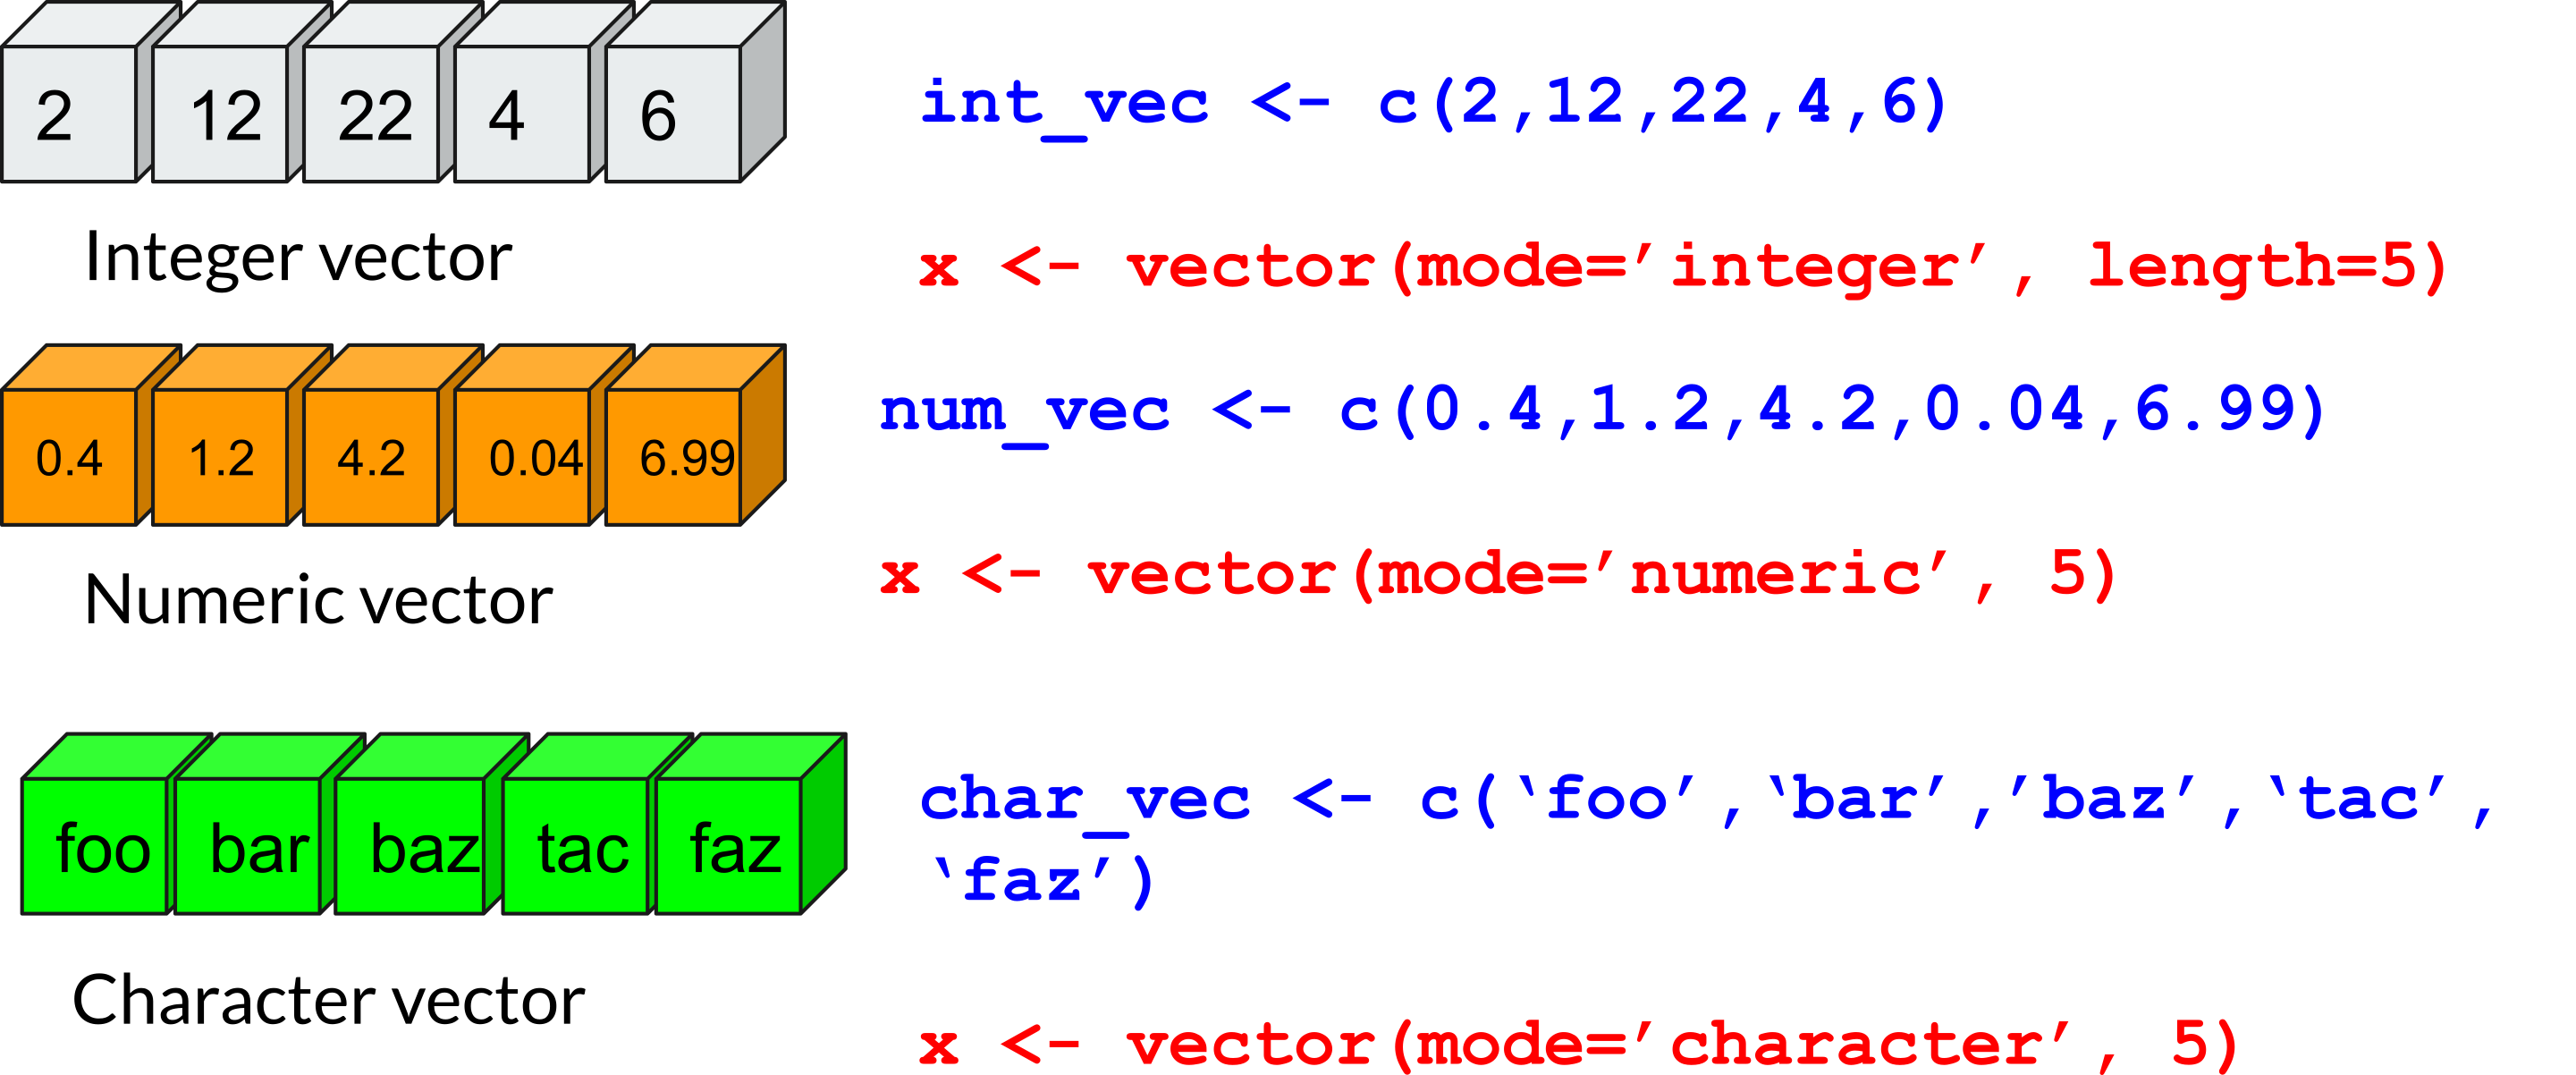 2 12 22 4 6
int_vec <- c(2,12,22,4,6)
Integer vector
x <- vector(mode=’integer’, length=5)
0.4 1.2 4.2 0.04 6.99
num_vec <- c(0.4,1.2,4.2,0.04,6.99)
Numeric vector
x <- vector(mode=’numeric’, 5)
foo bar baz tac faz
char_vec <- c(‘foo’,‘bar’,’baz’,‘tac’,
‘faz’)
Character vector
x <- vector(mode=’character’, 5)